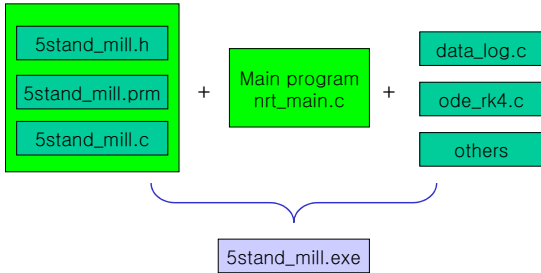 5stand_mill.h
5stand_mill.prm
5stand_mill.c
+
Main program
nrt_main.c
+
data_log.c
ode_rk4.c
others
5stand_mill.exe